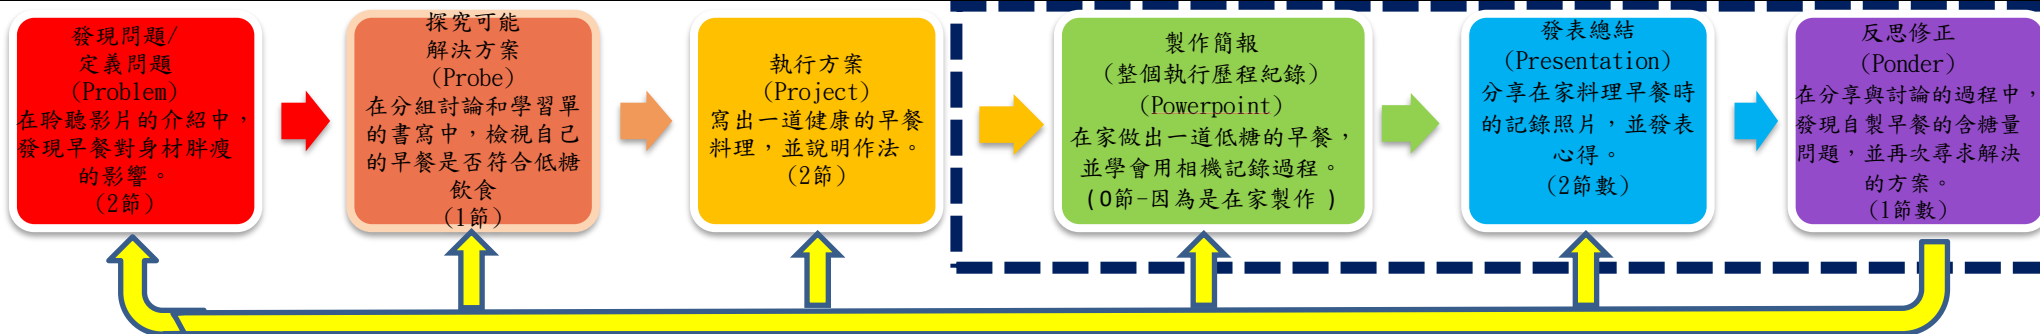 發現問題/
定義問題
(Problem)
在聆聽影片的介紹中，
發現早餐對身材胖瘦
的影響。
(2節)
探究可能
解決方案
(Probe)
在分組討論和學習單
的書寫中，檢視自己
的早餐是否符合低糖
飲食
(1節)
執行方案
(Project)
寫出一道健康的早餐
料理，並說明作法。
(2節)
製作簡報
(整個執行歷程紀錄)
(Powerpoint)
在家做出一道低糖的早餐，
並學會用相機記錄過程。
(0節-因為是在家製作 )
發表總結
(Presentation)
分享在家料理早餐時
的記錄照片，並發表
心得。
(2節數)
反思修正
(Ponder)
在分享與討論的過程中，
發現自製早餐的含糖量
問題，並再次尋求解決
的方案。
(1節數)